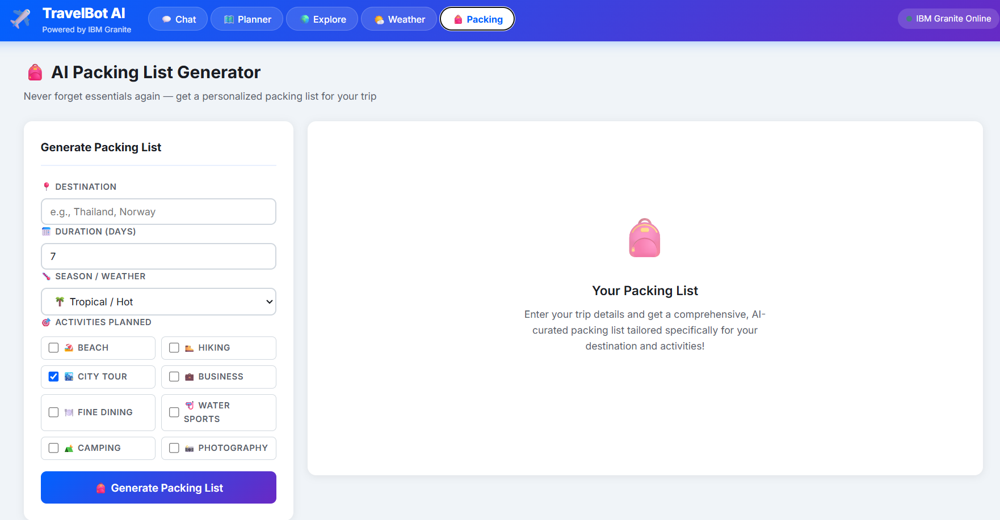 TravelBot AI
Powered by IBM Granite
Chat
Planner
Explore
Weather
Packing
IBM Granite Online
AI Packing List Generator
Never forget essentials again — get a personalized packing list for your trip
Generate Packing List
DESTINATION
e.g., Thailand, Norway
DURATION (DAYS)
7
SEASON / WEATHER
Tropical / Hot
ACTIVITIES PLANNED
BEACH
HIKING
CITY TOUR
BUSINESS
FINE DINING
WATER
SPORTS
CAMPING
PHOTOGRAPHY
Generate Packing List
Your Packing List
Enter your trip details and get a comprehensive, AI-
curated packing list tailored specifically for your
destination and activities!